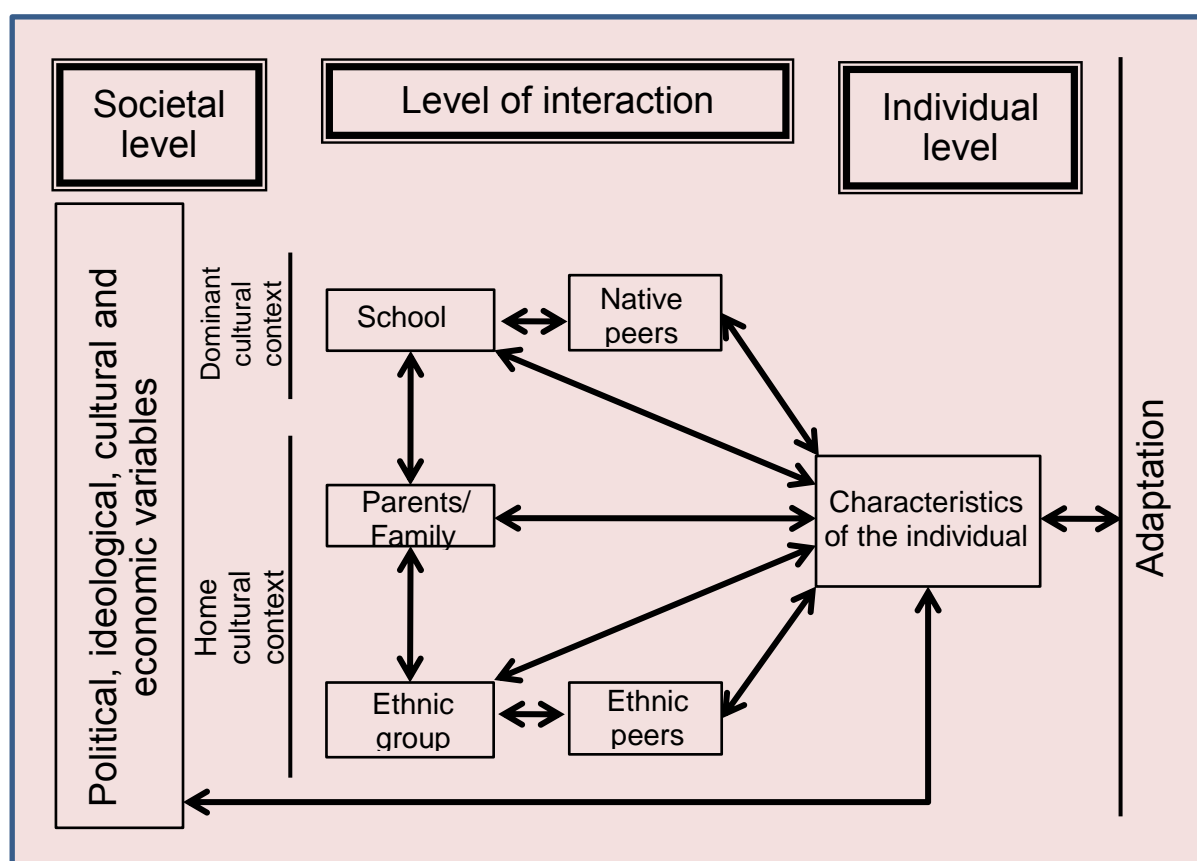 Societal
level
Level of interaction
Individual
level
Political, ideological, cultural and
economic variables
Dominant
cultural
context
Home
cultural
context
School
Native
peers
Parents/
Family
Ethnic
group
Ethnic
peers
Characteristics
of the individual
Adaptation